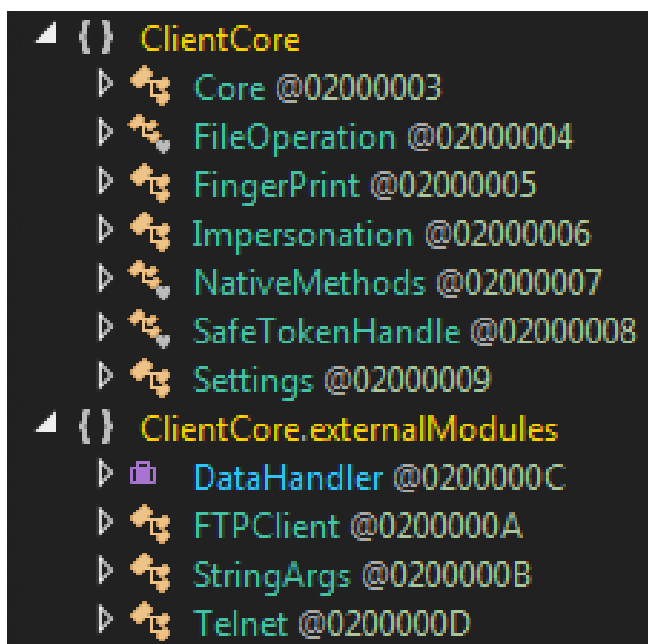 { } ClientCore
Core @02000003
FileOperation @02000004
FingerPrint @02000005
Impersonation @02000006
NativeMethods @02000007
SafeTokenHandle @02000008
Settings @02000009
{ } ClientCore.externalModules
DataHandler @0200000C
FTPClient @0200000A
StringArgs @0200000B
Telnet @0200000D